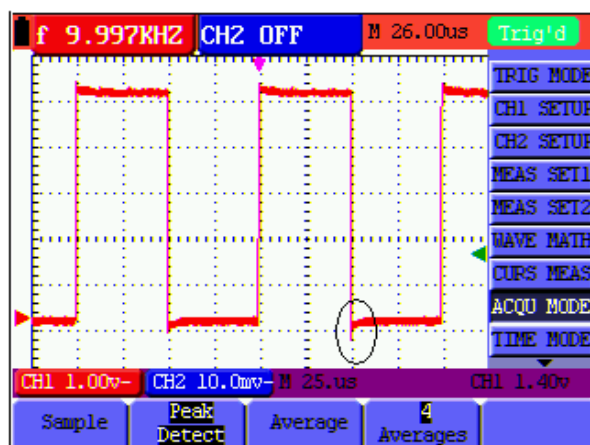 f 9.997KHZ CH2 OFF M 26.00us Trig'd
TRIG MODE
CH1 SETUP
CH2 SETUP
MEAS SET1
MEAS SET2
WAVE MATH
CURS MEAS
ACQU MODE
TIME MODE
CH1 1.00v- CH2 10.0mv- M 25.us CH1 1.40v
Sample
Peak
Detect
Average
4
Averages